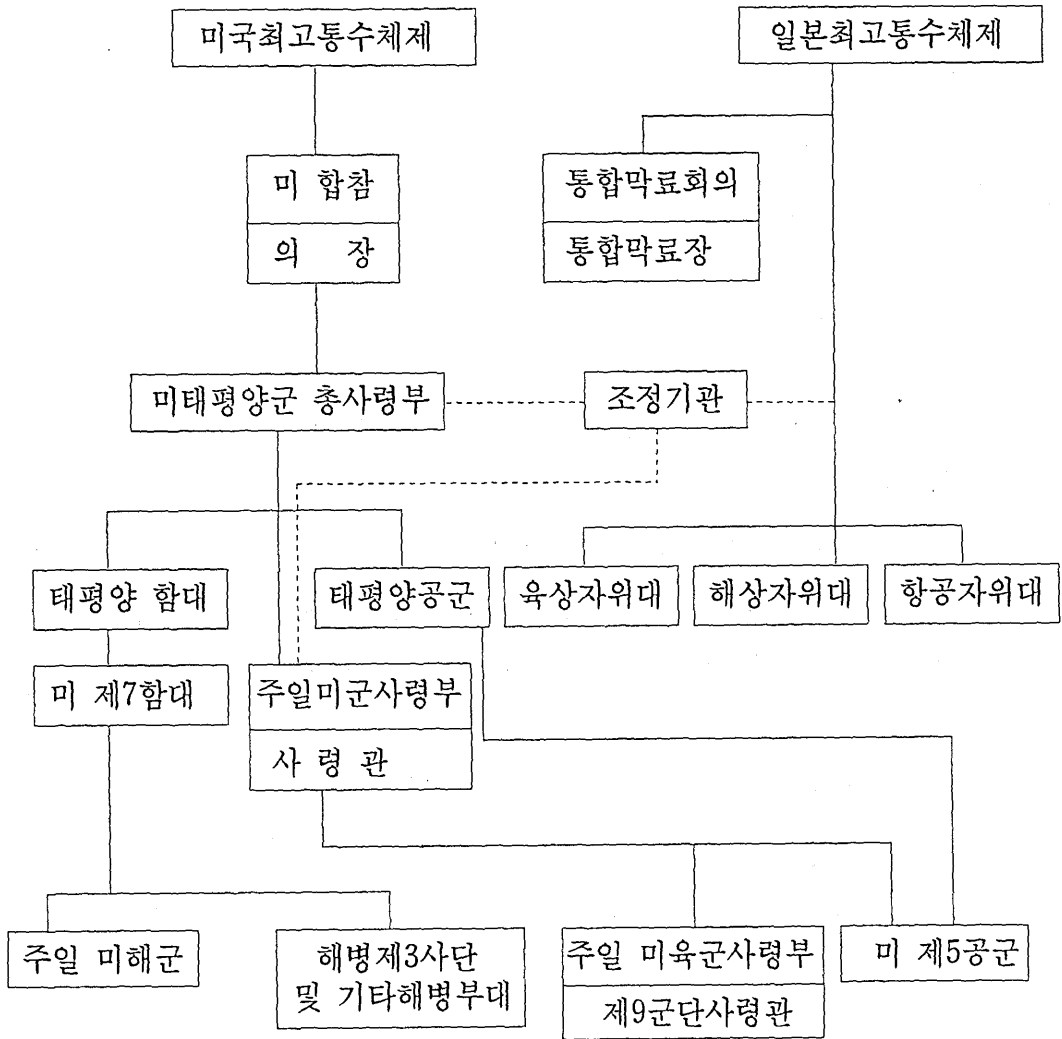 미국최고통수체제
일본최고통수체제
미 합참
의 장
통합막료회의
통합막료장
미태평양군 총사령부
조정기관
태평양 함대
태평양공군
육상자위대
해상자위대
항공자위대
미 제7함대
주일미군사령부
사 령 관
주일 미해군
해병제3사단
및 기타해병부대
주일 미육군사령부
제9군단사령관
미 제5공군